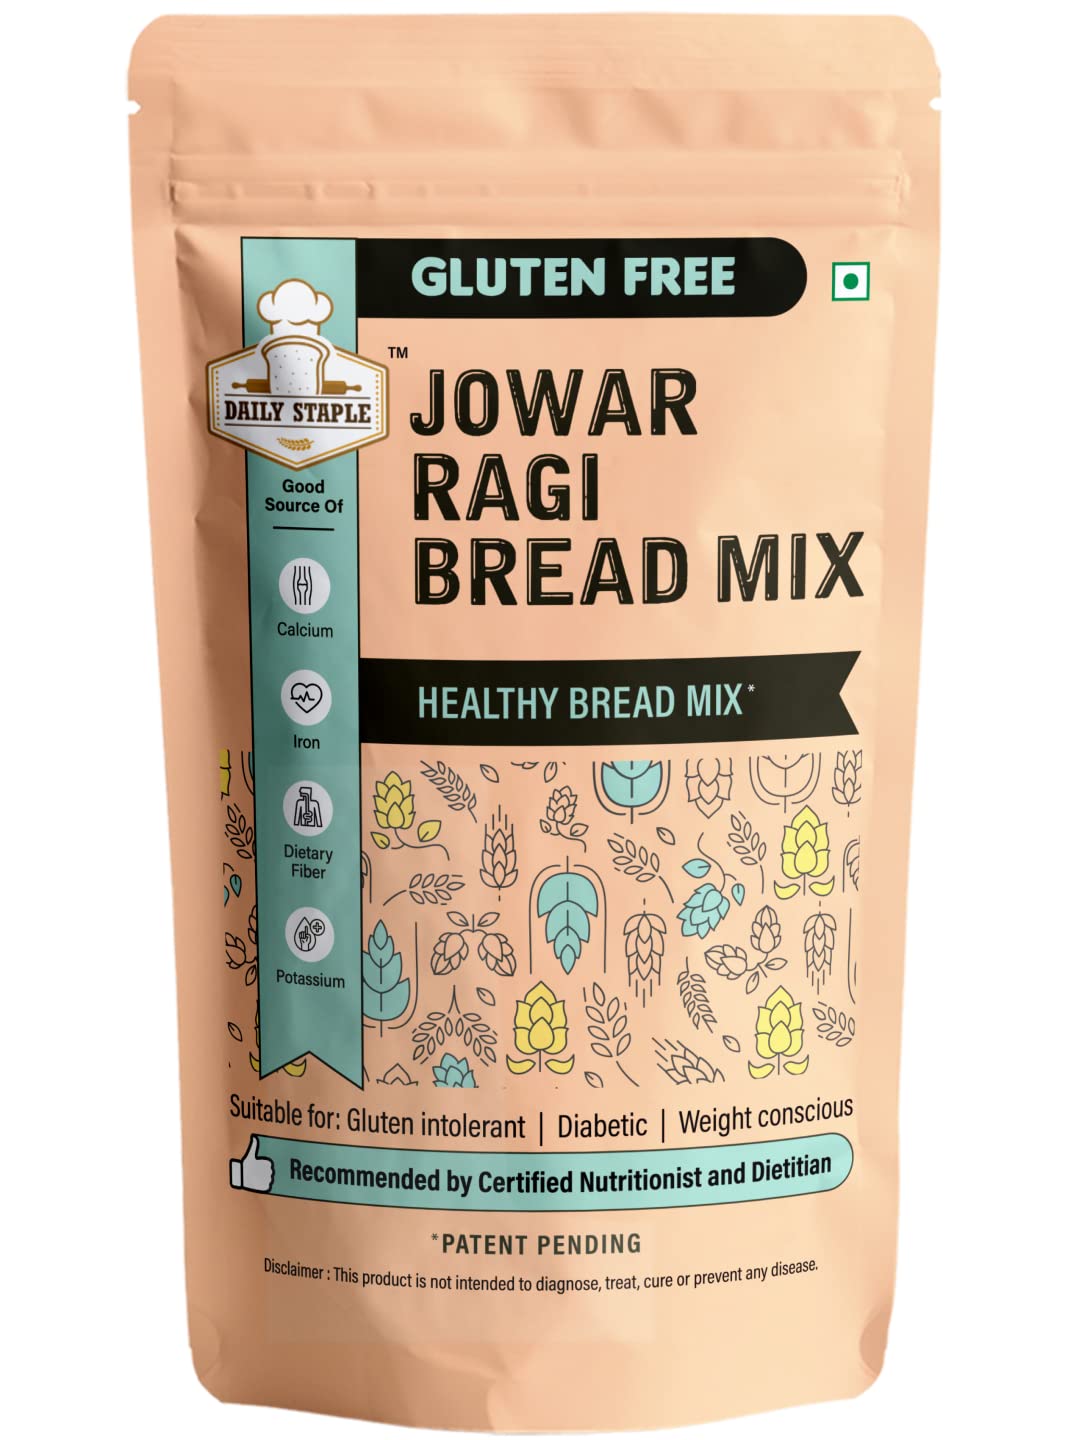 GLUTEN FREE
DAILY STAPLE
TM
JOWAR
RAGI
BREAD MIX
Good
Source Of
Calcium
Iron
Dietary
Fiber
Potassium
HEALTHY BREAD MIX*
Suitable for: Gluten intolerant | Diabetic | Weight conscious
Recommended by Certified Nutritionist and Dietitian
*PATENT PENDING
Disclaimer : This product is not intended to diagnose, treat, cure or prevent any disease.